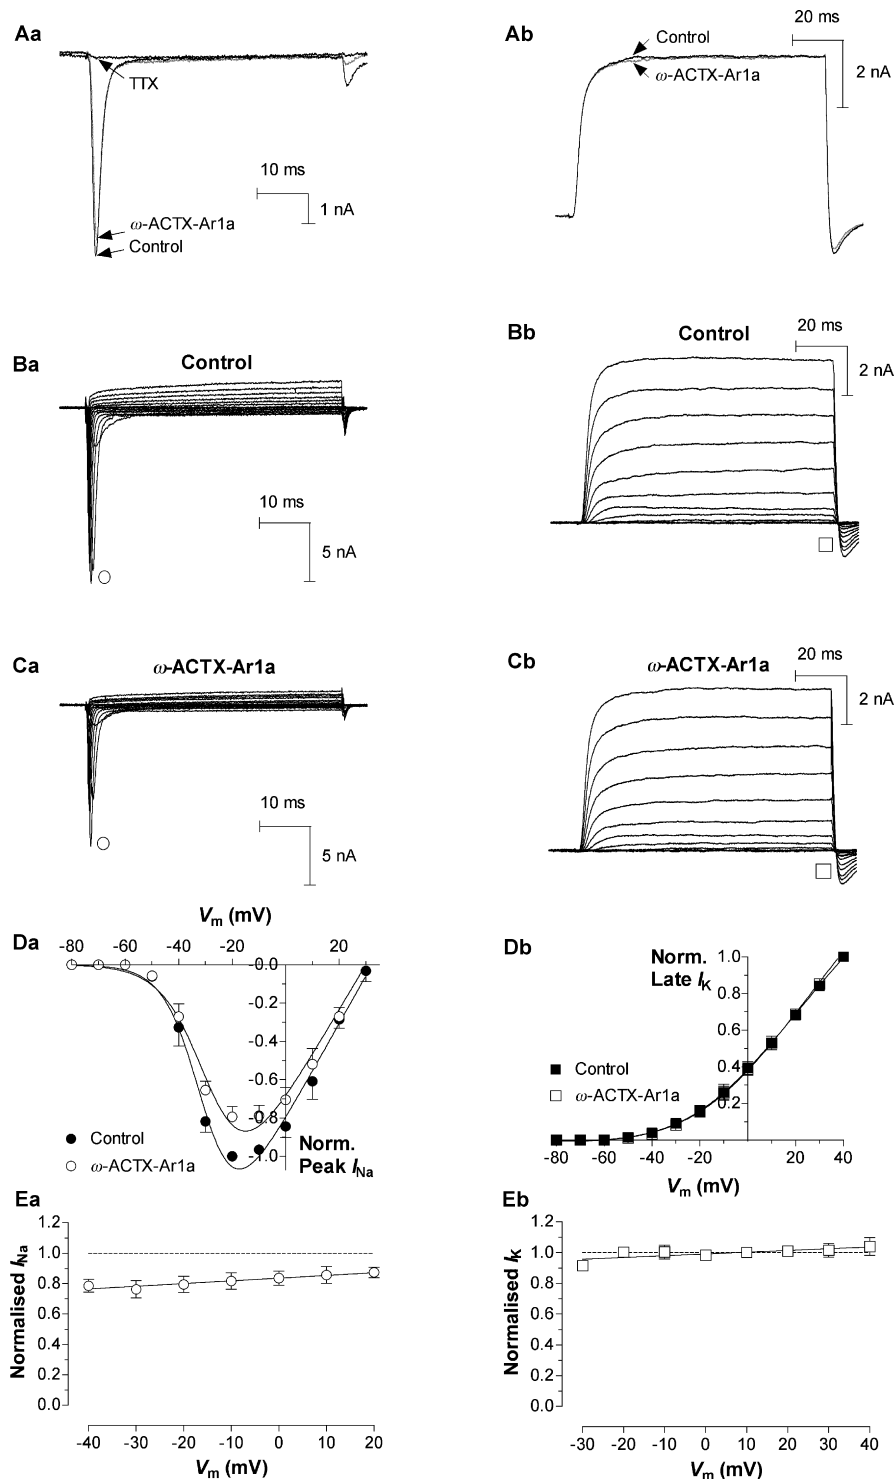 Aa
TTX
10 ms
1 nA
ω-ACTX-Ar1a
Control
Ab
20 ms
Control
2 nA
ω-ACTX-Ar1a
Ba
Control
10 ms
5 nA
Bb
Control
20 ms
2 nA
Ca
ω-ACTX-Ar1a
10 ms
5 nA
Cb
ω-ACTX-Ar1a
20 ms
2 nA
Da
Vm (mV)
-80 -60 -40 -20 0 20
-0.0
-0.2
-0.4
-0.6
-0.8
-1.0
Control
ω-ACTX-Ar1a
Norm.
Peak INa
Db
Norm.
Late IK
1.0
0.8
0.6
0.4
0.2
Control
ω-ACTX-Ar1a
-80 -60 -40 -20 20 40
Vm (mV)
Ea
Normalised INa
1.2
1.0
0.8
0.6
0.4
0.2
0.0
-40 -30 -20 -10 0 10 20
Vm (mV)
Eb
Normalised IK
1.2
1.0
0.8
0.6
0.4
0.2
0.0
-30 -20 -10 0 10 20 30 40
Vm (mV)